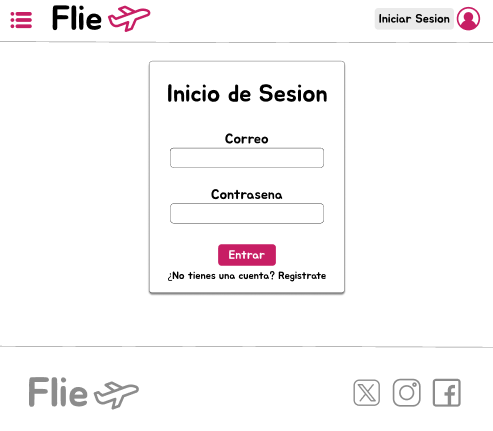 Flie
Iniciar Sesion
Inicio de Sesion
Correo
Contrasena
Entrar
¿No tienes una cuenta? Registrate
Flie